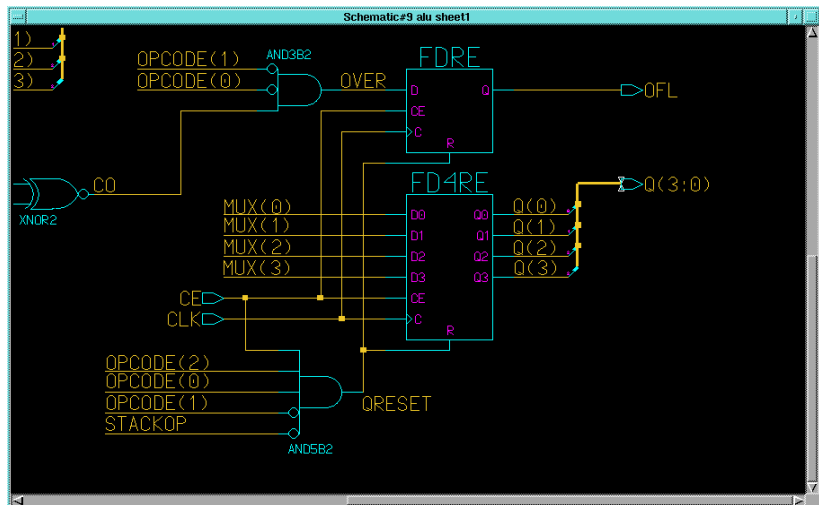 Schematic#9 alu sheet1
1)
2)
3)
OPCODE(1)
OPCODE(0)
AND3B2
OVER
FDRE
D
Q
CE
C
R
OFL
CO
XNOR2
FD4RE
MUX(0)
MUX(1)
MUX(2)
MUX(3)
D0
D1
D2
D3
CE
C
R
Q0
Q1
Q2
Q3
Q(0)
Q(1)
Q(2)
Q(3)
Q(3:0)
CE
CLK
OPCODE(2)
OPCODE(0)
OPCODE(1)
STACKOP
QRESET
AND5B2